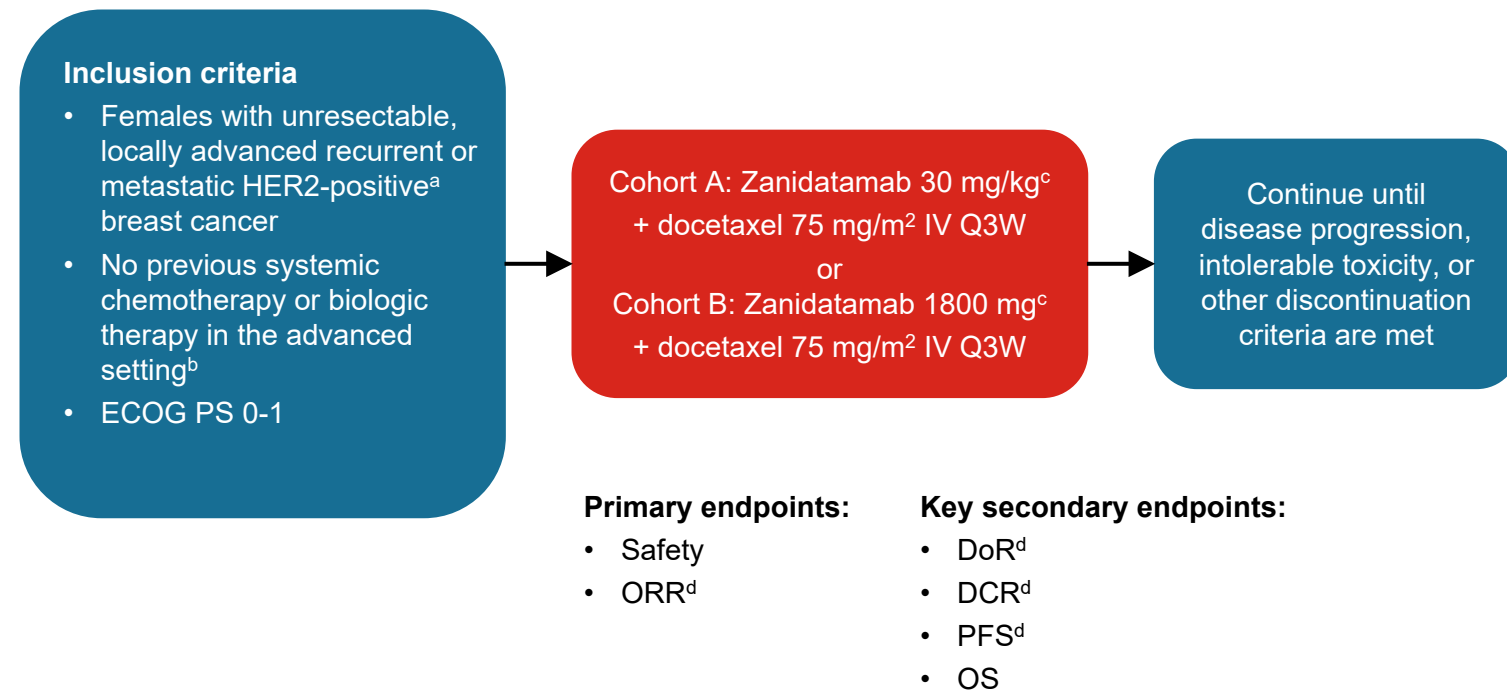 Inclusion criteria
• Females with unresectable,
locally advanced recurrent or
metastatic HER2-positiveᵃ
breast cancer
• No previous systemic
chemotherapy or biologic
therapy in the advanced
settingᵇ
• ECOG PS 0-1
Cohort A: Zanidatamab 30 mg/kgᶜ
+ docetaxel 75 mg/m² IV Q3W
or
Cohort B: Zanidatamab 1800 mgᶜ
+ docetaxel 75 mg/m² IV Q3W
Continue until
disease progression,
intolerable toxicity, or
other discontinuation
criteria are met
Primary endpoints:
• Safety
• ORRᵈ
Key secondary endpoints:
• DoRᵈ
• DCRᵈ
• PFSᵈ
• OS